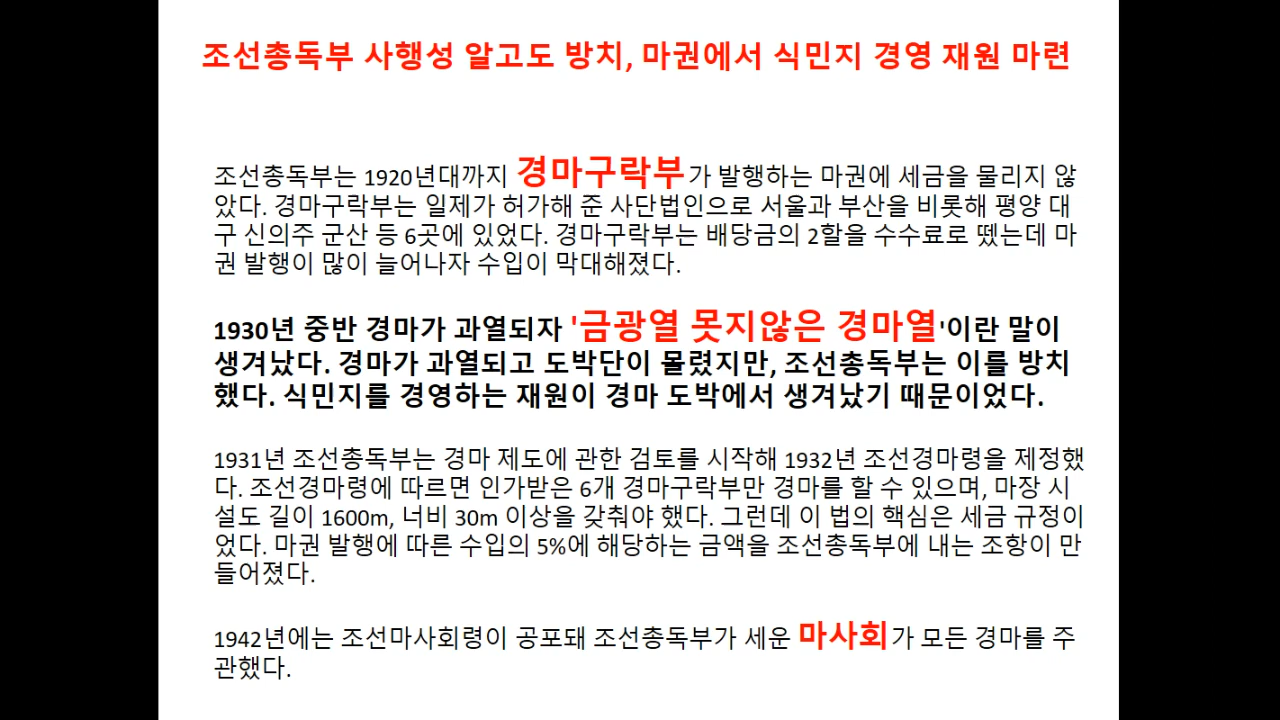 조선총독부 사행성 알고도 방치, 마권에서 식민지 경영 재원 마련
조선총독부는 1920년대까지 경마구락부가 발행하는 마권에 세금을 물리지 않
았다. 경마구락부는 일제가 허가해 준 사단법인으로 서울과 부산을 비롯해 평양 대
구 신의주 군산 등 6곳에 있었다. 경마구락부는 배당금의 2할을 수수료로 뗐는데 마
권 발행이 많이 늘어나자 수입이 막대해졌다.
1930년 중반 경마가 과열되자 '금광열 못지않은 경마열'이란 말이
생겨났다. 경마가 과열되고 도박단이 몰렸지만, 조선총독부는 이를 방치
했다. 식민지를 경영하는 재원이 경마 도박에서 생겨났기 때문이었다.
1931년 조선총독부는 경마 제도에 관한 검토를 시작해 1932년 조선경마령을 제정했
다. 조선경마령에 따르면 인가받은 6개 경마구락부만 경마를 할 수 있으며, 마장 시
설도 길이 1600m, 너비 30m 이상을 갖춰야 했다. 그런데 이 법의 핵심은 세금 규정이
었다. 마권 발행에 따른 수입의 5%에 해당하는 금액을 조선총독부에 내는 조항이 만
들어졌다.
1942년에는 조선마사회령이 공포돼 조선총독부가 세운 마사회가 모든 경마를 주
관했다.